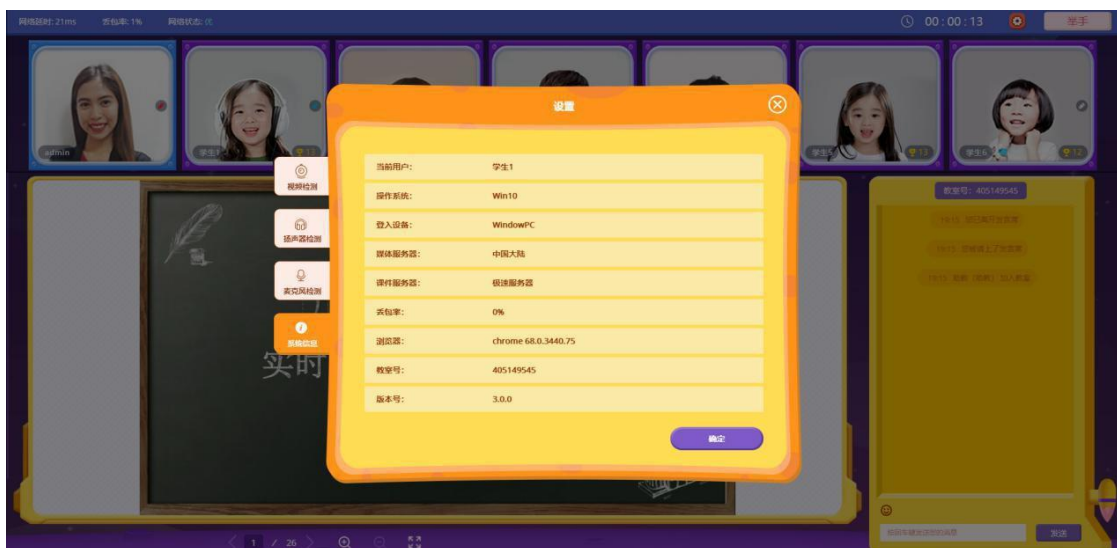 网络延时: 21ms 丢包率: 1% 网络状态: 优
00:00:13 举手
admin
学生1
12
学生5
13
学生6
12
设置
视频检测
扬声器检测
麦克风检测
系统信息
当前用户: 学生1
操作系统: Win10
登入设备: WindowPC
媒体服务器: 中国大陆
课件服务器: 极速服务器
丢包率: 0%
浏览器: chrome 68.0.3440.75
教室号: 405149545
版本号: 3.0.0
确定
实时
教室号: 405149545
1 / 26
发送